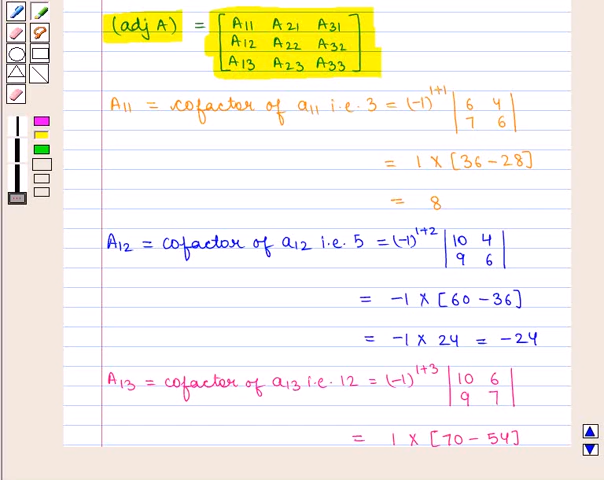 (adj A) = [A11 A21 A31
A12 A22 A32
A13 A23 A33]
A11 = cofactor of a11 i.e. 3 = (-1)^1+1 |6 4
7 6|
= 1 × [36 - 28]
= 8
A12 = cofactor of a12 i.e. 5 = (-1)^1+2 |10 4
9 6|
= -1 × [60 - 36]
= -1 × 24 = -24
A13 = cofactor of a13 i.e. 12 = (-1)^1+3 |10 6
9 7|
= 1 × [70 - 54]